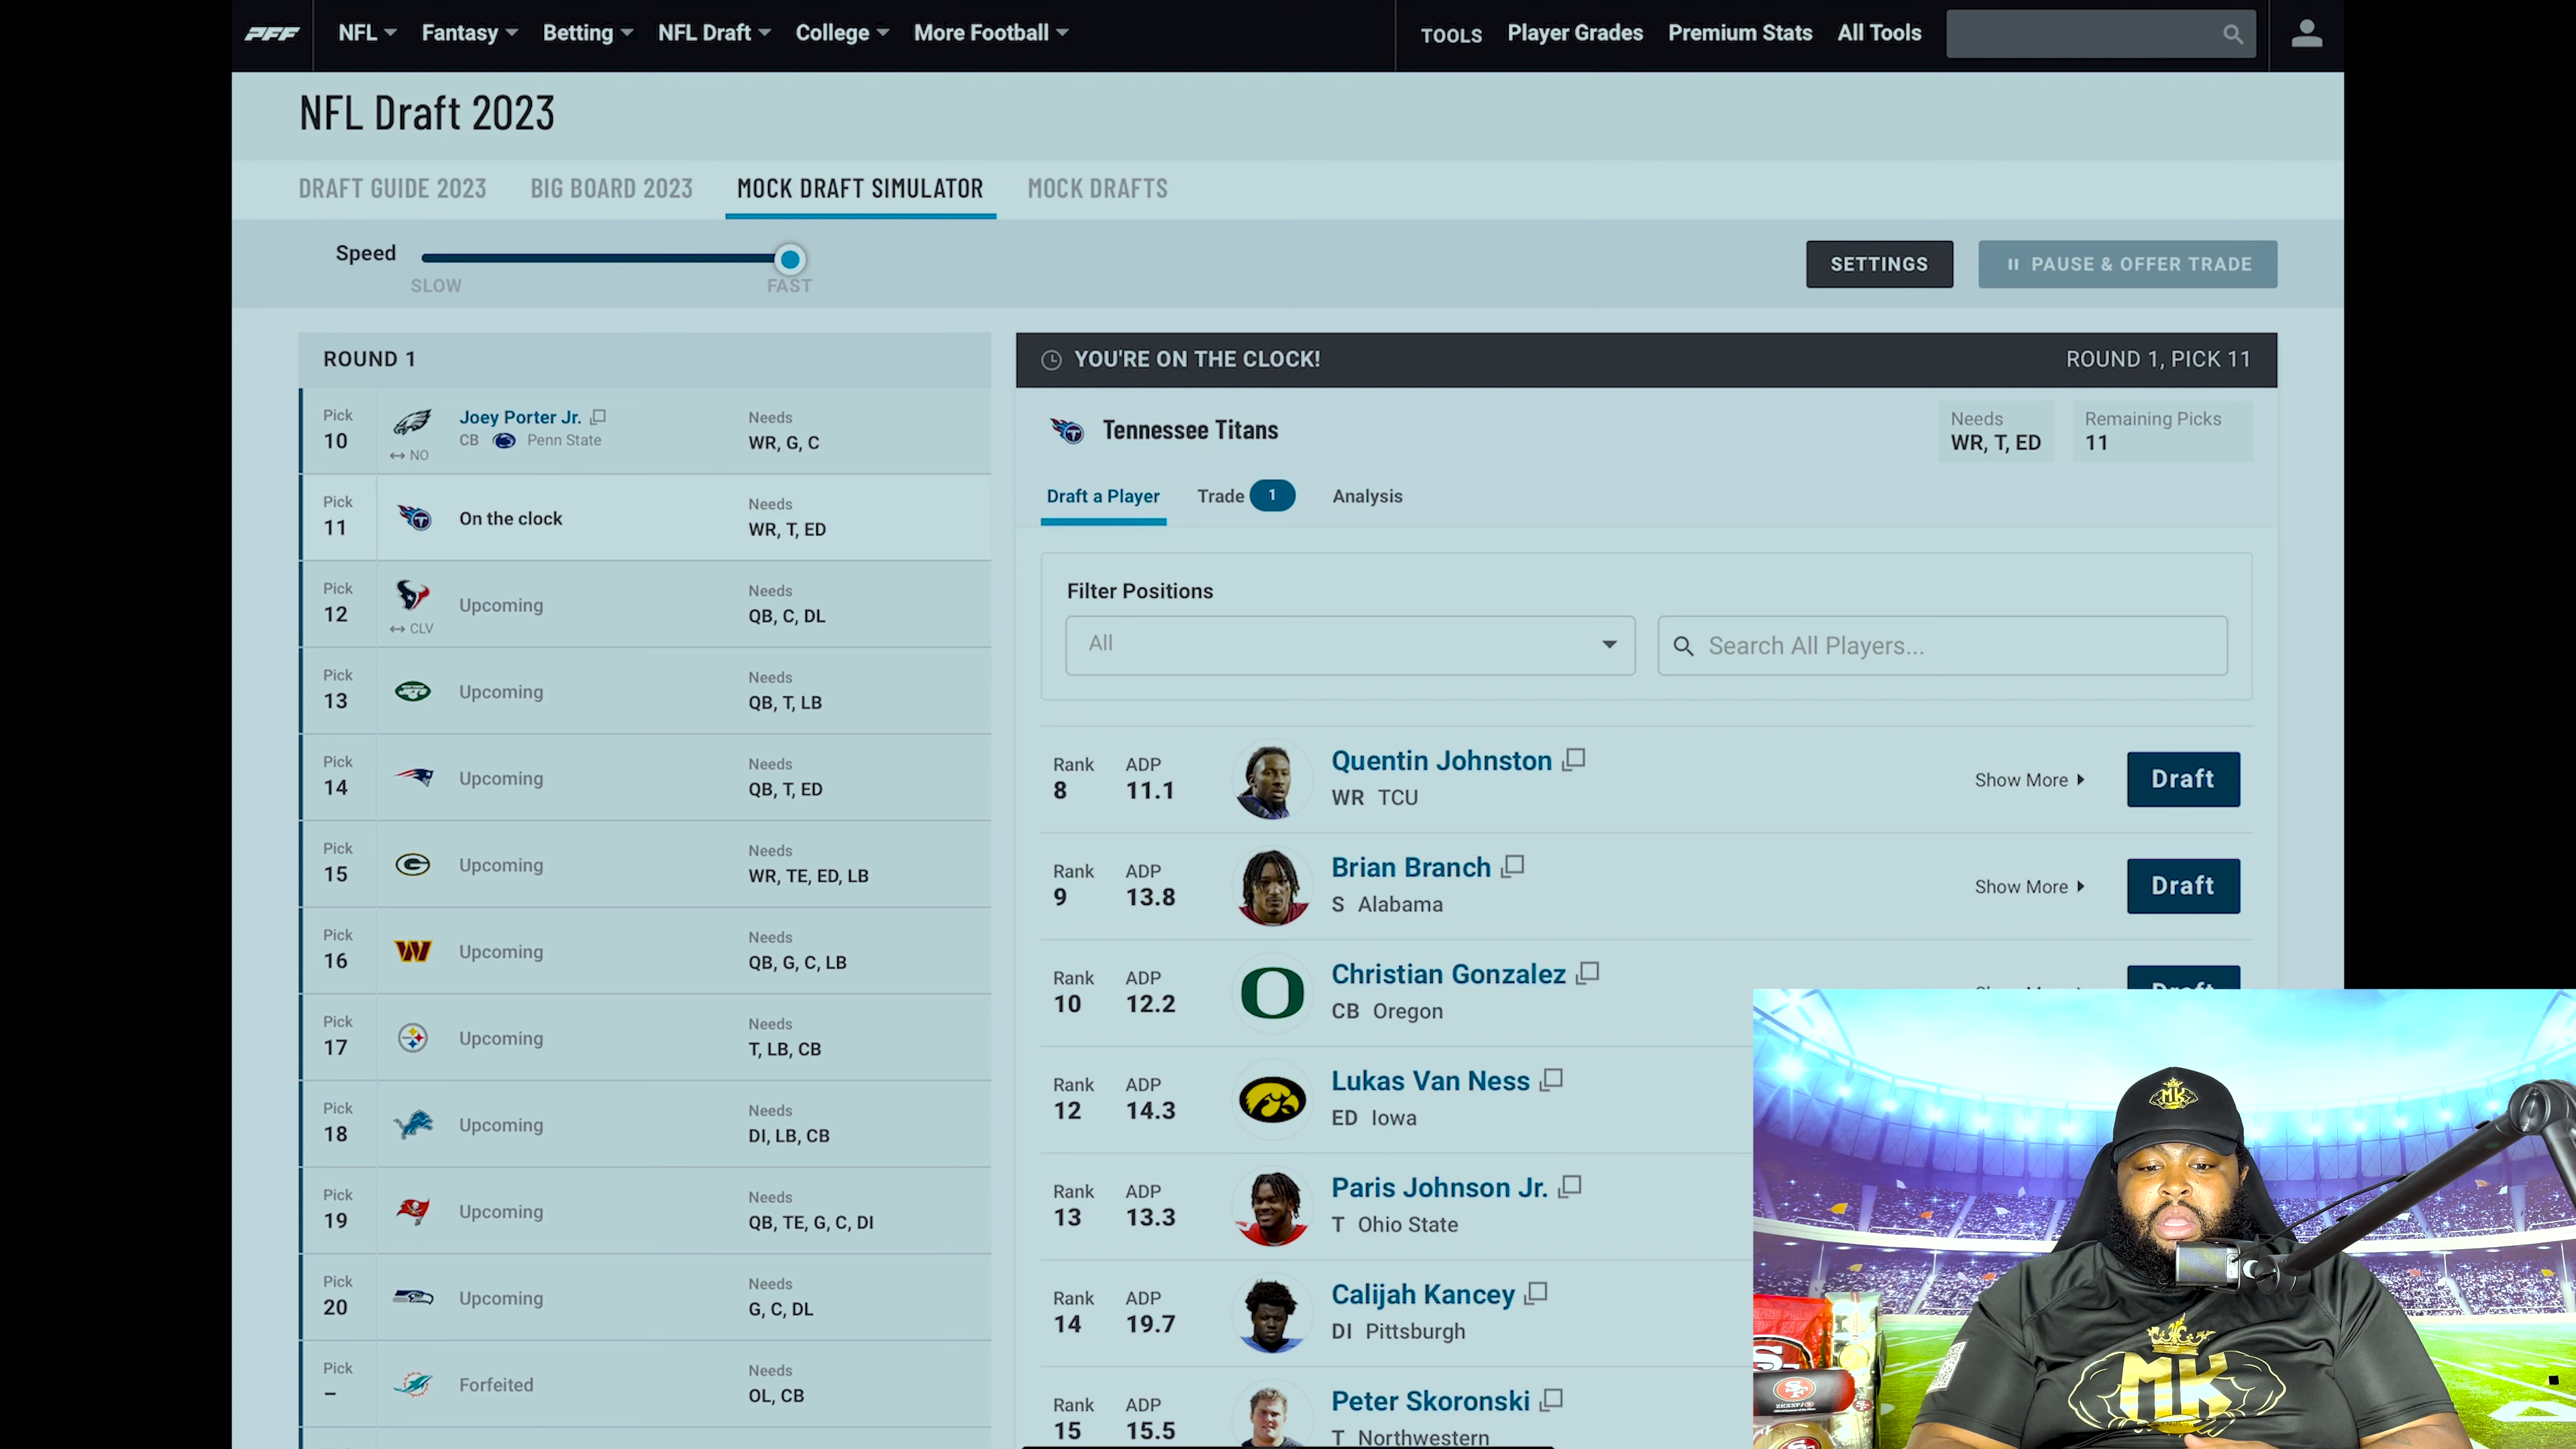 PFF
NFL
Fantasy
Betting
NFL Draft
College
More Football
TOOLS
Player Grades
Premium Stats
All Tools
NFL Draft 2023
DRAFT GUIDE 2023
BIG BOARD 2023
MOCK DRAFT SIMULATOR
MOCK DRAFTS
Speed
SLOW
FAST
SETTINGS
PAUSE & OFFER TRADE
ROUND 1
Pick
10
NO
Joey Porter Jr.
CB Penn State
Needs
WR, G, C
Pick
11
On the clock
Needs
WR, T, ED
Pick
12
CLV
Upcoming
Needs
QB, C, DL
Pick
13
Upcoming
Needs
QB, T, LB
Pick
14
Upcoming
Needs
QB, T, ED
Pick
15
Upcoming
Needs
WR, TE, ED, LB
Pick
16
Upcoming
Needs
QB, G, C, LB
Pick
17
Upcoming
Needs
T, LB, CB
Pick
18
Upcoming
Needs
DI, LB, CB
Pick
19
Upcoming
Needs
QB, TE, G, C, DI
Pick
20
Upcoming
Needs
G, C, DL
Pick
–
Forfeited
Needs
OL, CB
YOU'RE ON THE CLOCK!
ROUND 1, PICK 11
Tennessee Titans
Needs
WR, T, ED
Remaining Picks
11
Draft a Player
Trade 1
Analysis
Filter Positions
All
Search All Players...
Rank
8
ADP
11.1
Quentin Johnston
WR TCU
Show More
Draft
Rank
9
ADP
13.8
Brian Branch
S Alabama
Show More
Draft
Rank
10
ADP
12.2
Christian Gonzalez
CB Oregon
Draft
Rank
12
ADP
14.3
Lukas Van Ness
ED Iowa
Rank
13
ADP
13.3
Paris Johnson Jr.
T Ohio State
Rank
14
ADP
19.7
Calijah Kancey
DI Pittsburgh
Rank
15
ADP
15.5
Peter Skoronski
T Northwestern
MK
MK
SF